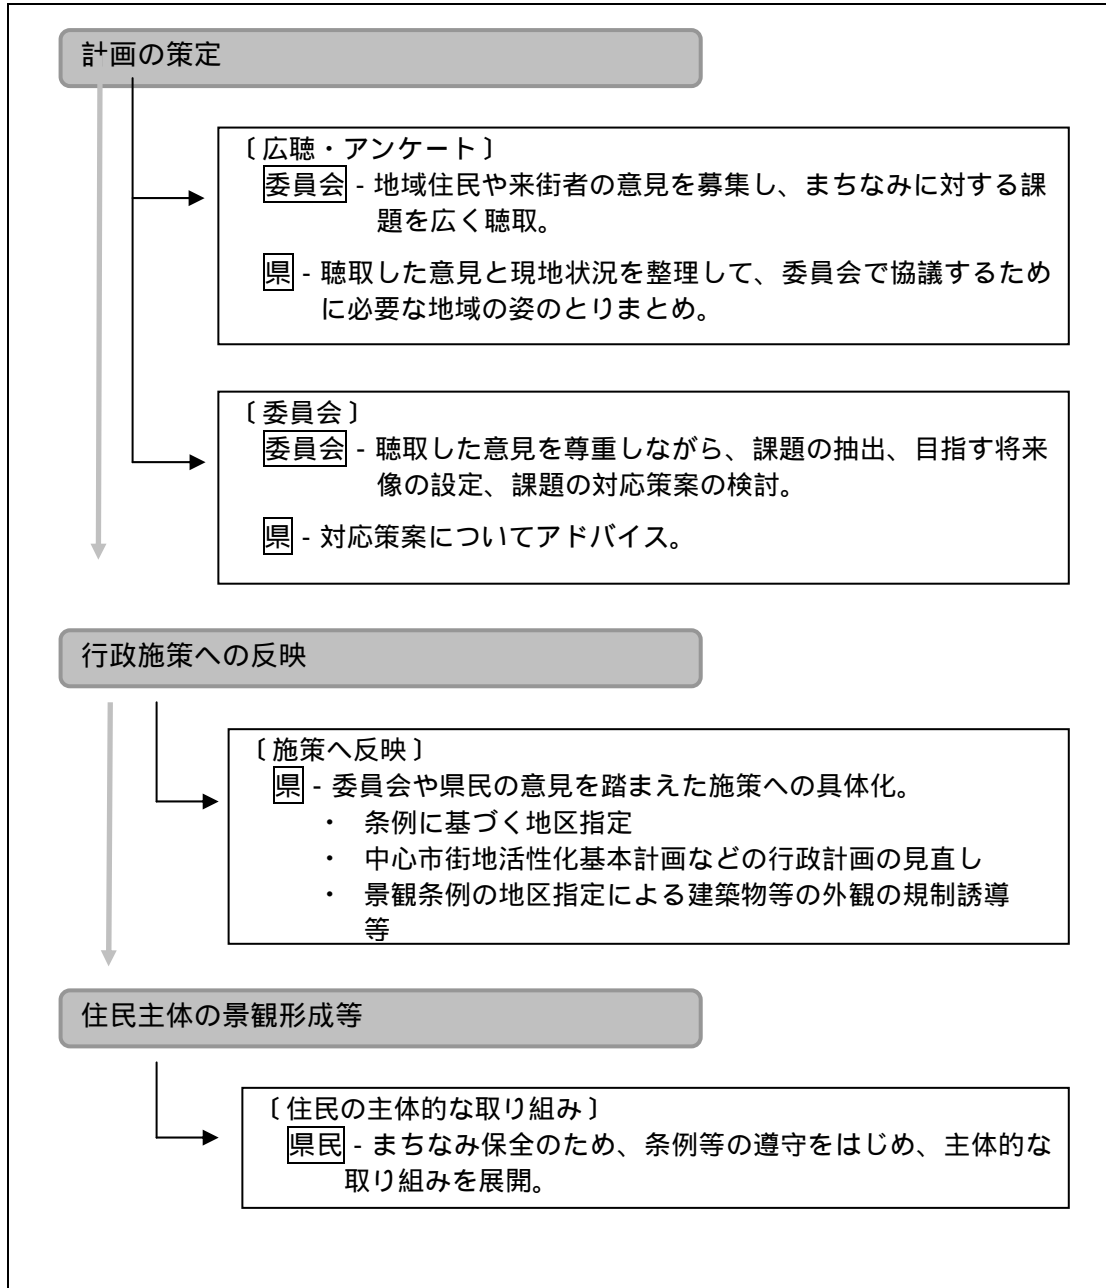 計画の策定
〔広聴・アンケート〕
委員会 - 地域住民や来街者の意見を募集し、まちなみに対する課
題を広く聴取。
県 - 聴取した意見と現地状況を整理して、委員会で協議するため
に必要な地域の姿のとりまとめ。
〔委員会〕
委員会 - 聴取した意見を尊重しながら、課題の抽出、目指す将来
像の設定、課題の対応策案の検討。
県 - 対応策案についてアドバイス。
行政施策への反映
〔施策へ反映〕
県 - 委員会や県民の意見を踏まえた施策への具体化。
・ 条例に基づく地区指定
・ 中心市街地活性化基本計画などの行政計画の見直し
・ 景観条例の地区指定による建築物等の外観の規制誘導
等
住民主体の景観形成等
〔住民の主体的な取り組み〕
県民 - まちなみ保全のため、条例等の遵守をはじめ、主体的な
取り組みを展開。